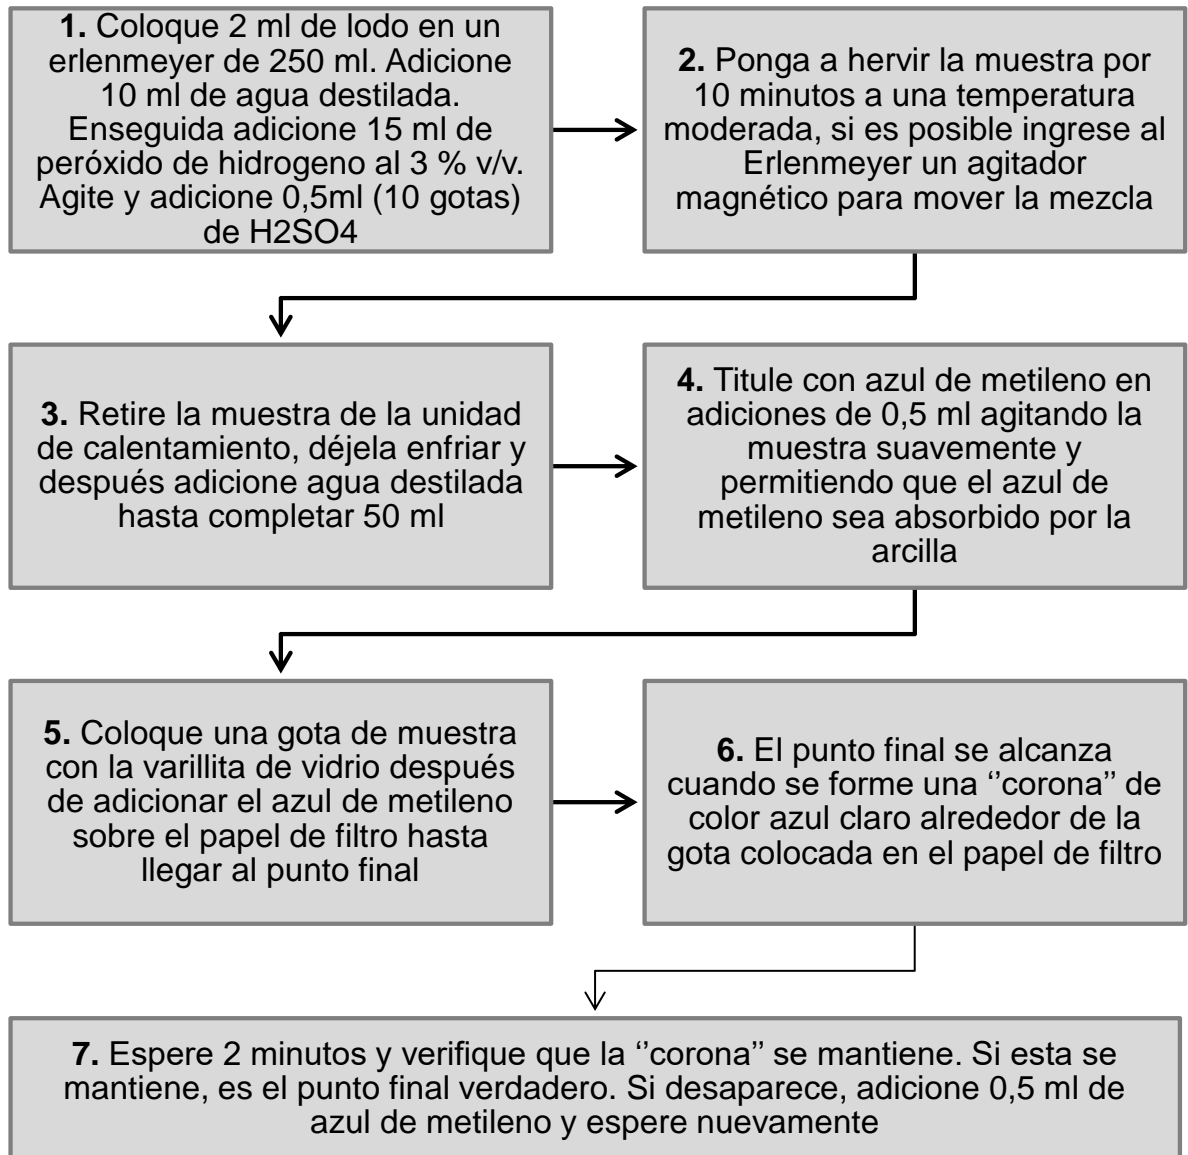 1. Coloque 2 ml de lodo en un
erlenmeyer de 250 ml. Adicione
10 ml de agua destilada.
Enseguida adicione 15 ml de
peróxido de hidrogeno al 3 % v/v.
Agite y adicione 0,5ml (10 gotas)
de H2SO4
2. Ponga a hervir la muestra por
10 minutos a una temperatura
moderada, si es posible ingrese al
Erlenmeyer un agitador
magnético para mover la mezcla
3. Retire la muestra de la unidad
de calentamiento, déjela enfriar y
después adicione agua destilada
hasta completar 50 ml
4. Titule con azul de metileno en
adiciones de 0,5 ml agitando la
muestra suavemente y
permitiendo que el azul de
metileno sea absorbido por la
arcilla
5. Coloque una gota de muestra
con la varillita de vidrio después
de adicionar el azul de metileno
sobre el papel de filtro hasta
llegar al punto final
6. El punto final se alcanza
cuando se forme una ‘’corona’’ de
color azul claro alrededor de la
gota colocada en el papel de filtro
7. Espere 2 minutos y verifique que la ‘’corona’’ se mantiene. Si esta se
mantiene, es el punto final verdadero. Si desaparece, adicione 0,5 ml de
azul de metileno y espere nuevamente